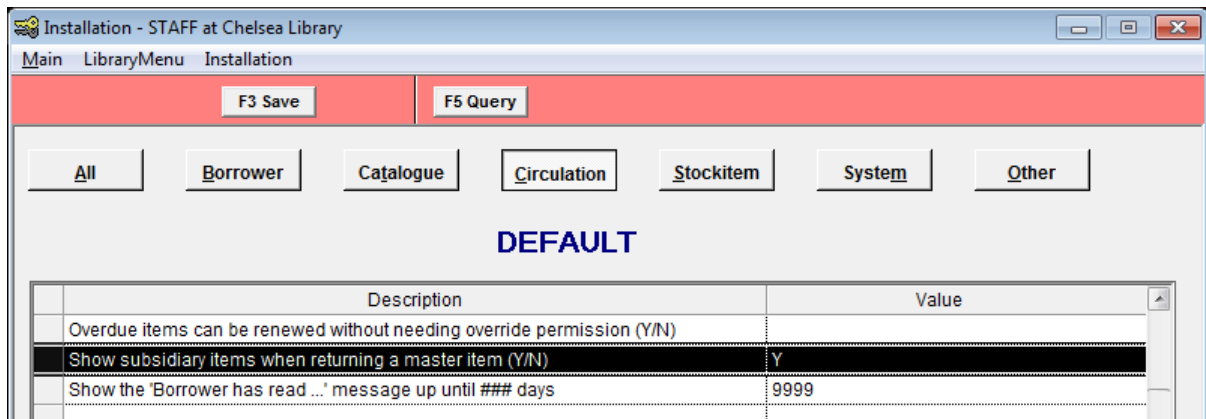 Installation - STAFF at Chelsea Library
Main LibraryMenu Installation
F3 Save F5 Query
All Borrower Catalogue Circulation Stockitem System Other
DEFAULT
Description Value
Overdue items can be renewed without needing override permission (Y/N)
Show subsidiary items when returning a master item (Y/N) Y
Show the 'Borrower has read ...' message up until ### days 9999